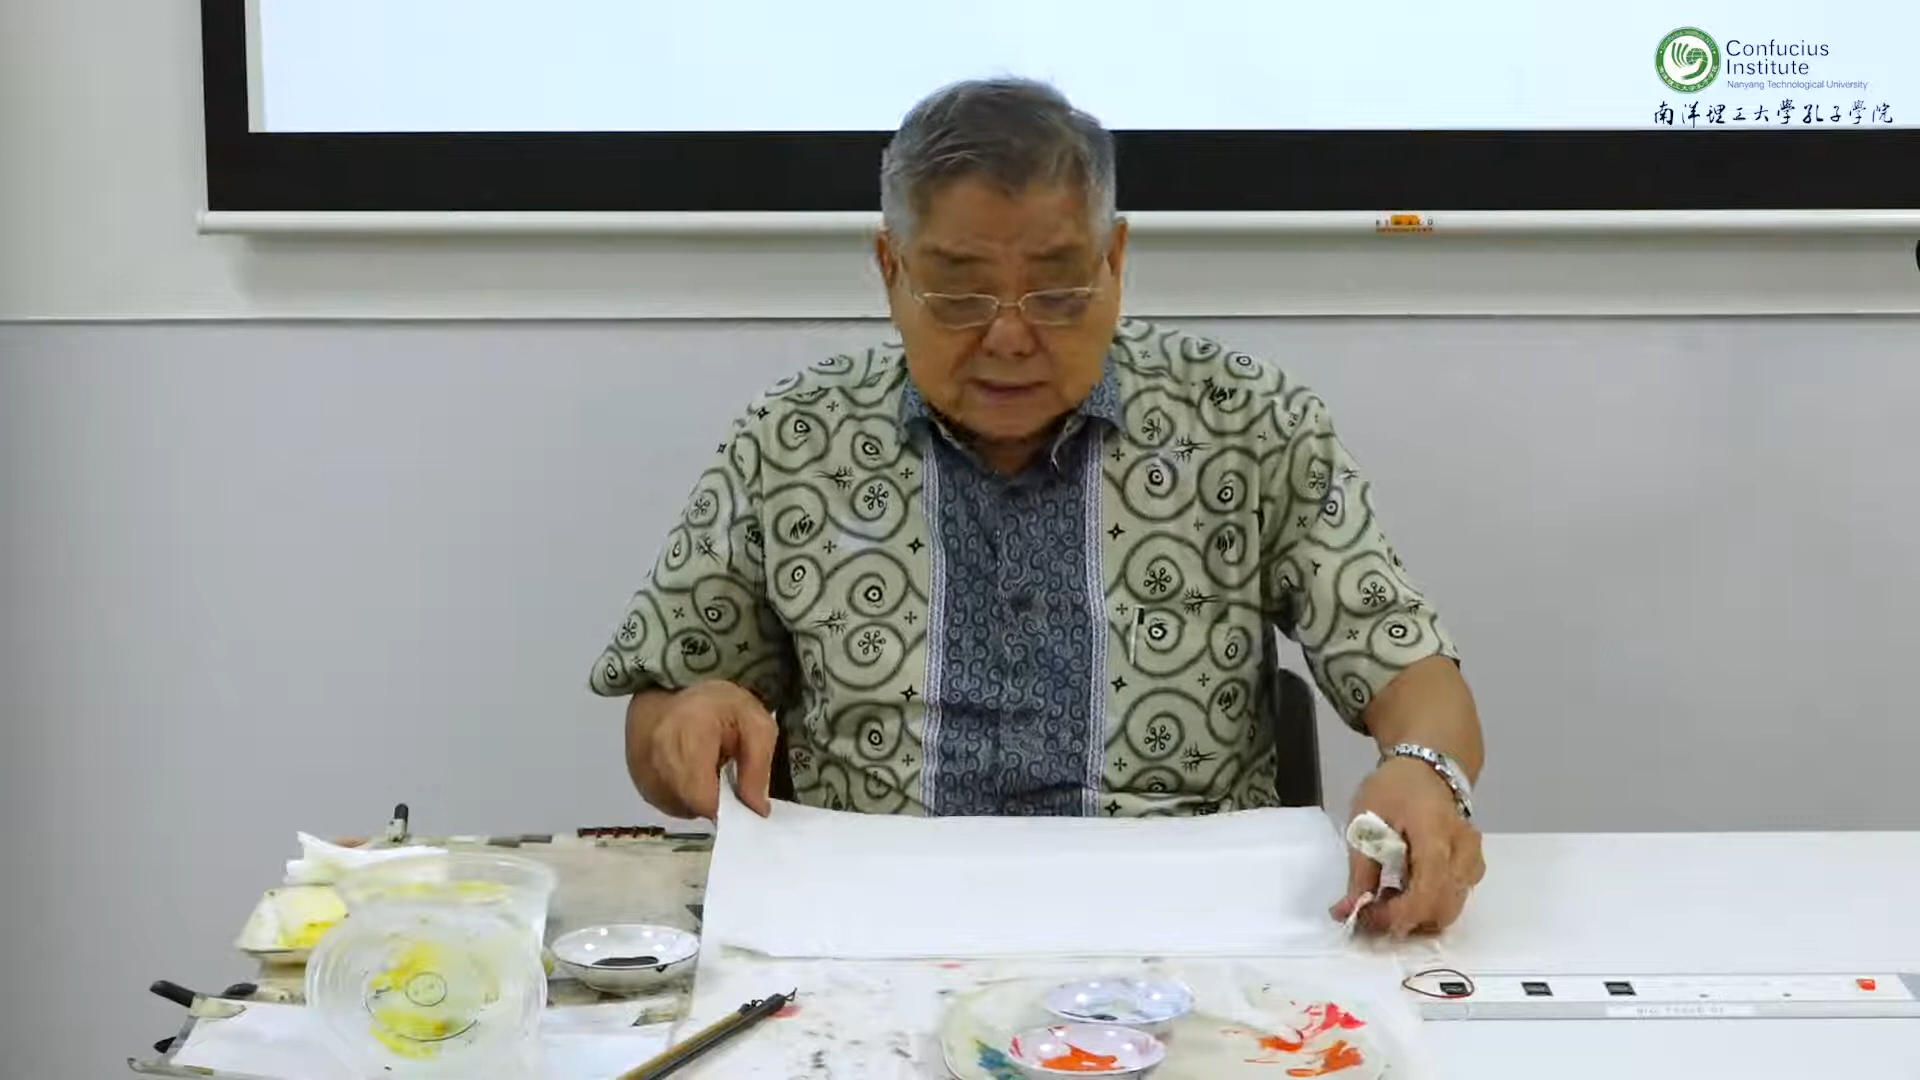 Confucius
Institute
Nanyang Technological University
南洋理工大學孔子學院